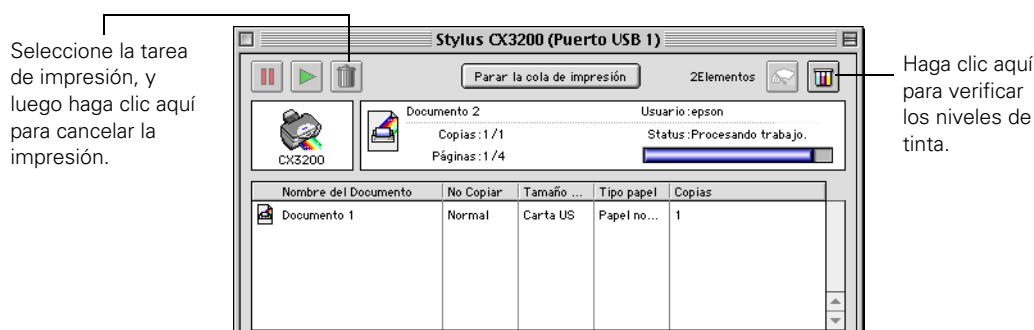 Seleccione la tarea
de impresión, y
luego haga clic aquí
para cancelar la
impresión.
Stylus CX3200 (Puerto USB 1)
Parar la cola de impresión
2Elementos
Haga clic aquí
para verificar
los niveles de
tinta.
CX3200
Documento 2
Usuario:epson
Copias:1/1
Status:Procesando trabajo.
Páginas:1/4
Nombre del Documento No Copiar Tamaño ... Tipo papel Copias
Documento 1 Normal Carta US Papel no... 1